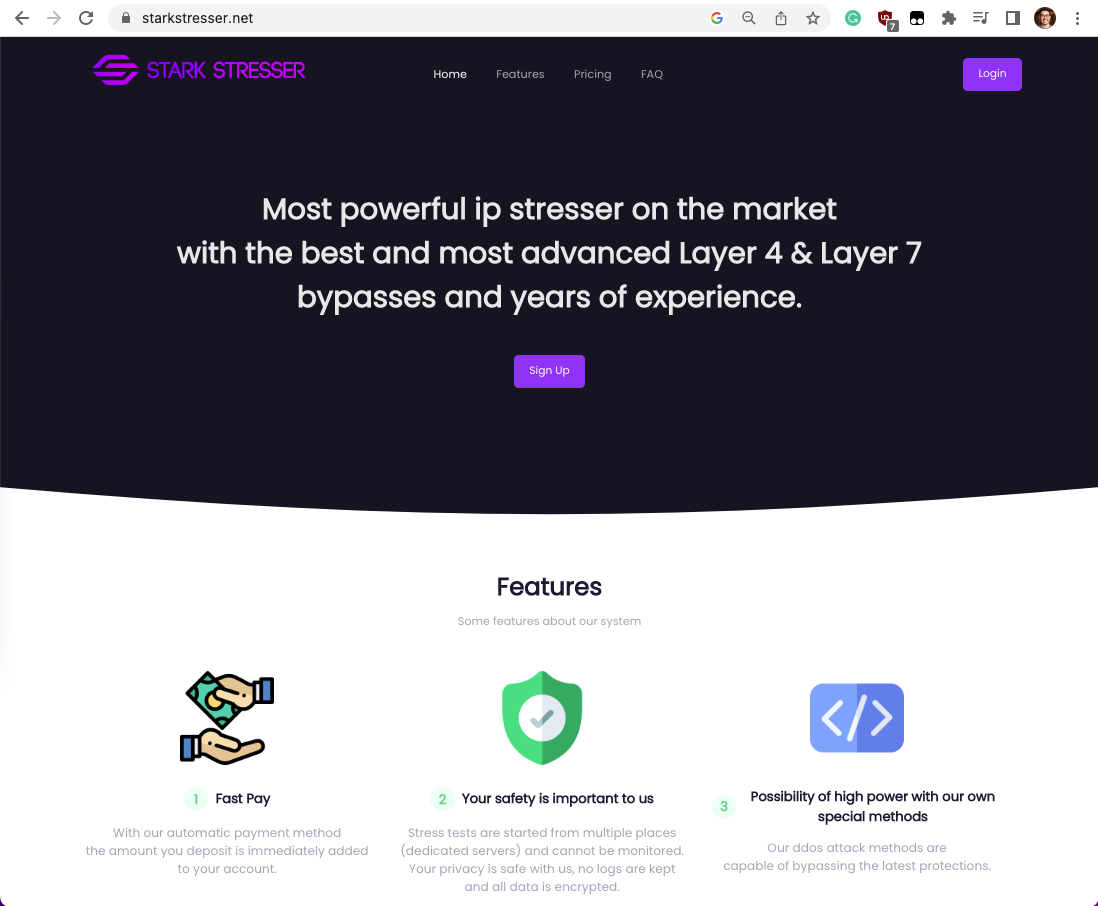 starkstresser.net
7
STARK STRESSER
Home
Features
Pricing
FAQ
Login
Most powerful ip stresser on the market
with the best and most advanced Layer 4 & Layer 7
bypasses and years of experience.
Sign Up
Features
Some features about our system
1 Fast Pay
With our automatic payment method
the amount you deposit is immediately added
to your account.
2 Your safety is important to us
Stress tests are started from multiple places
(dedicated servers) and cannot be monitored.
Your privacy is safe with us, no logs are kept
and all data is encrypted.
3 Possibility of high power with our own
special methods
Our ddos attack methods are
capable of bypassing the latest protections.